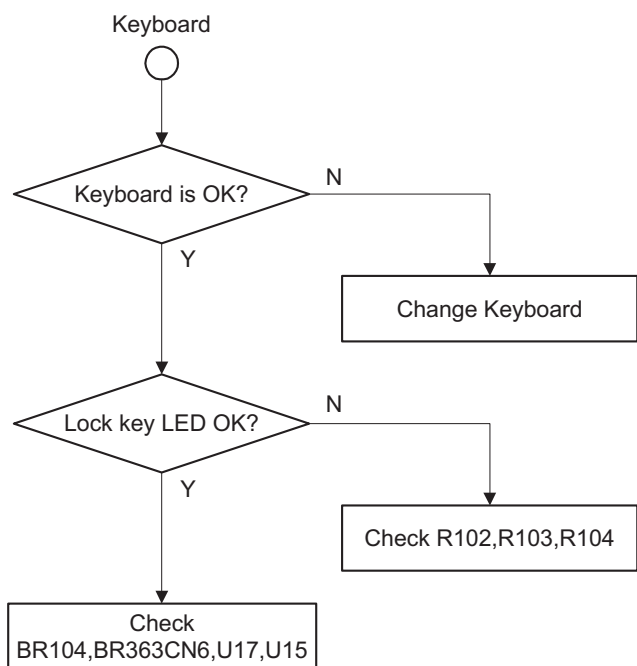 Keyboard
Keyboard is OK?
N
Y
Change Keyboard
Lock key LED OK?
N
Y
Check R102,R103,R104
Check
BR104,BR363CN6,U17,U15